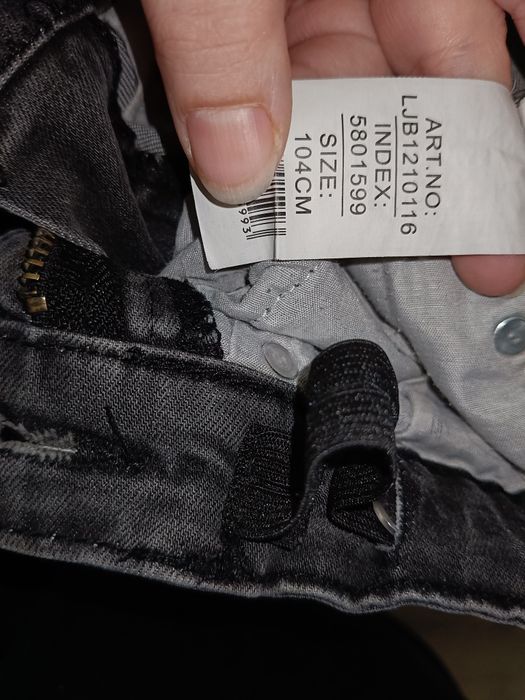 ART.NO:
LJB1210116
INDEX:
5801599
SIZE:
104CM